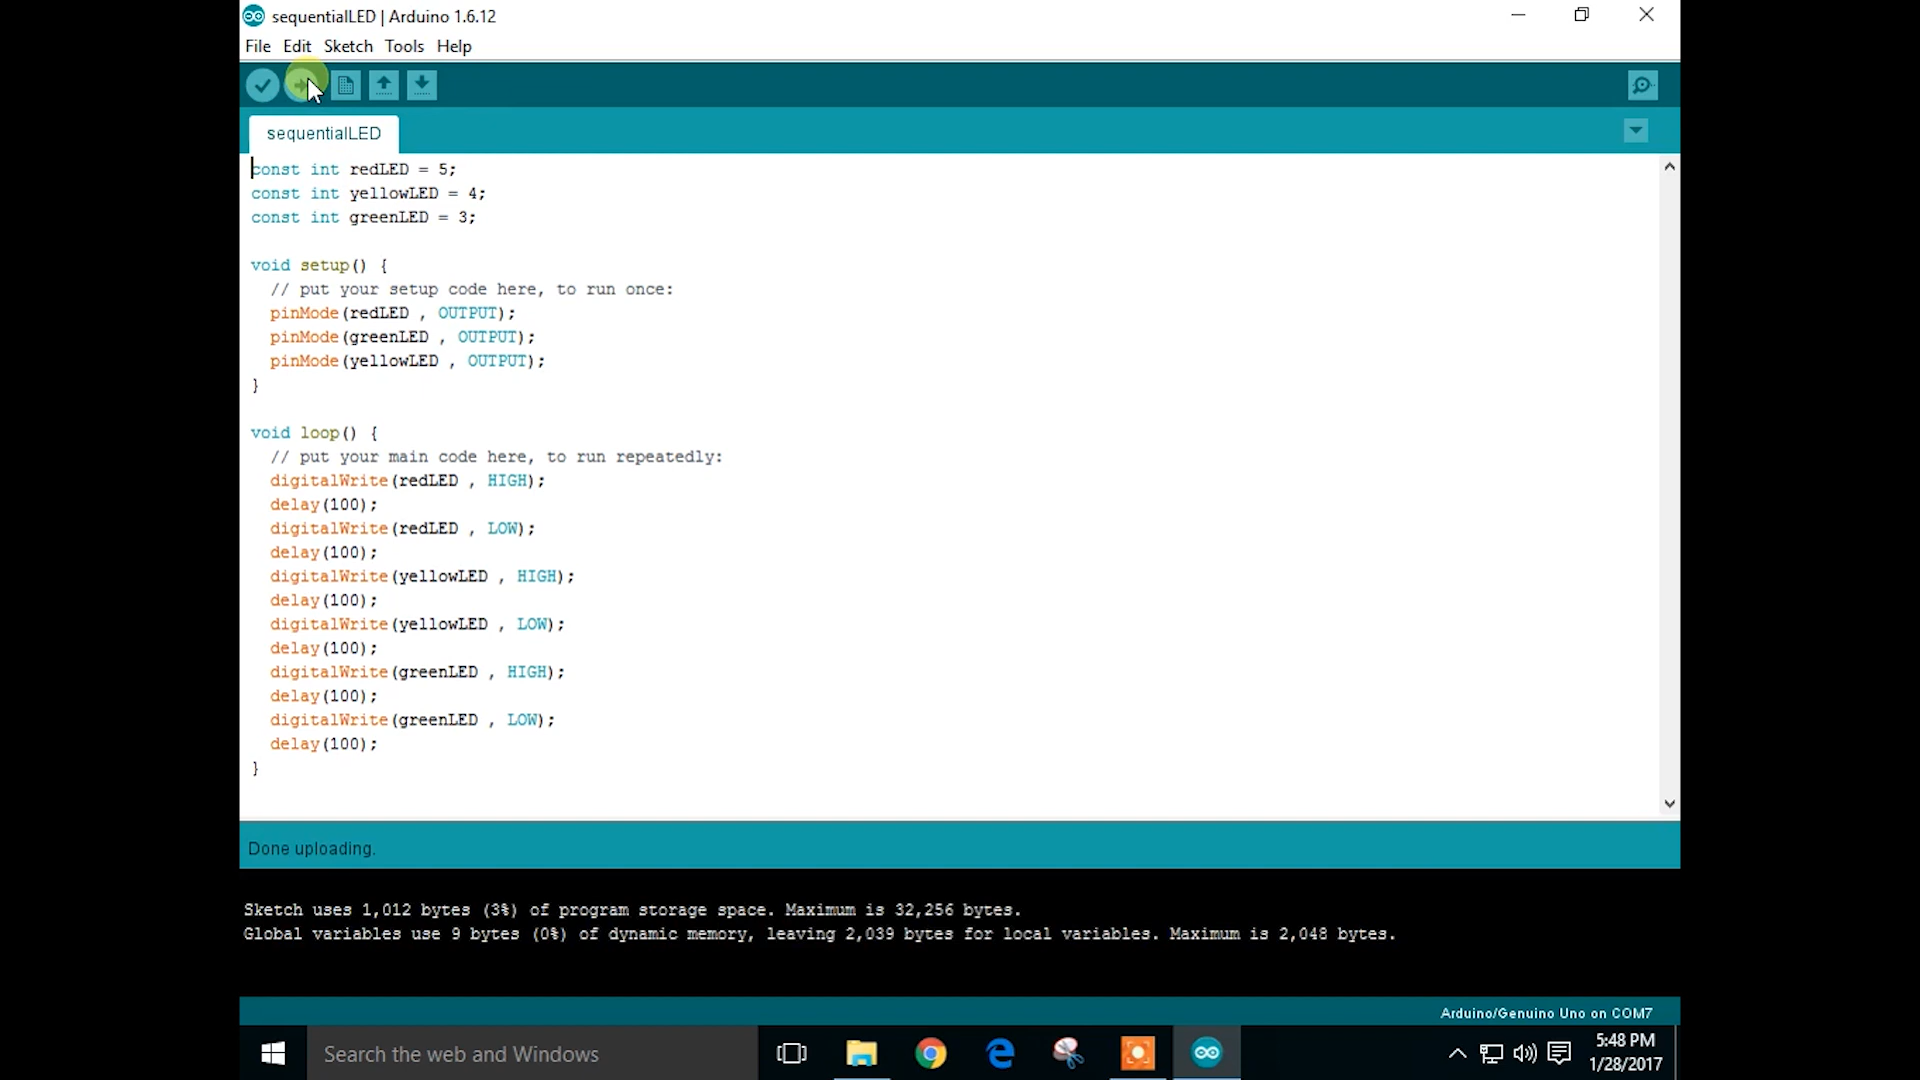 sequentialLED | Arduino 1.6.12
File Edit Sketch Tools Help
sequentialLED
const int redLED = 5;
const int yellowLED = 4;
const int greenLED = 3;
void setup() {
// put your setup code here, to run once:
pinMode(redLED , OUTPUT);
pinMode(greenLED , OUTPUT);
pinMode(yellowLED , OUTPUT);
}
void loop() {
// put your main code here, to run repeatedly:
digitalWrite(redLED , HIGH);
delay(100);
digitalWrite(redLED , LOW);
delay(100);
digitalWrite(yellowLED , HIGH);
delay(100);
digitalWrite(yellowLED , LOW);
delay(100);
digitalWrite(greenLED , HIGH);
delay(100);
digitalWrite(greenLED , LOW);
delay(100);
}
Done uploading.
Sketch uses 1,012 bytes (3%) of program storage space. Maximum is 32,256 bytes.
Global variables use 9 bytes (0%) of dynamic memory, leaving 2,039 bytes for local variables. Maximum is 2,048 bytes.
Arduino/Genuino Uno on COM7
Search the web and Windows
5:48 PM
1/28/2017